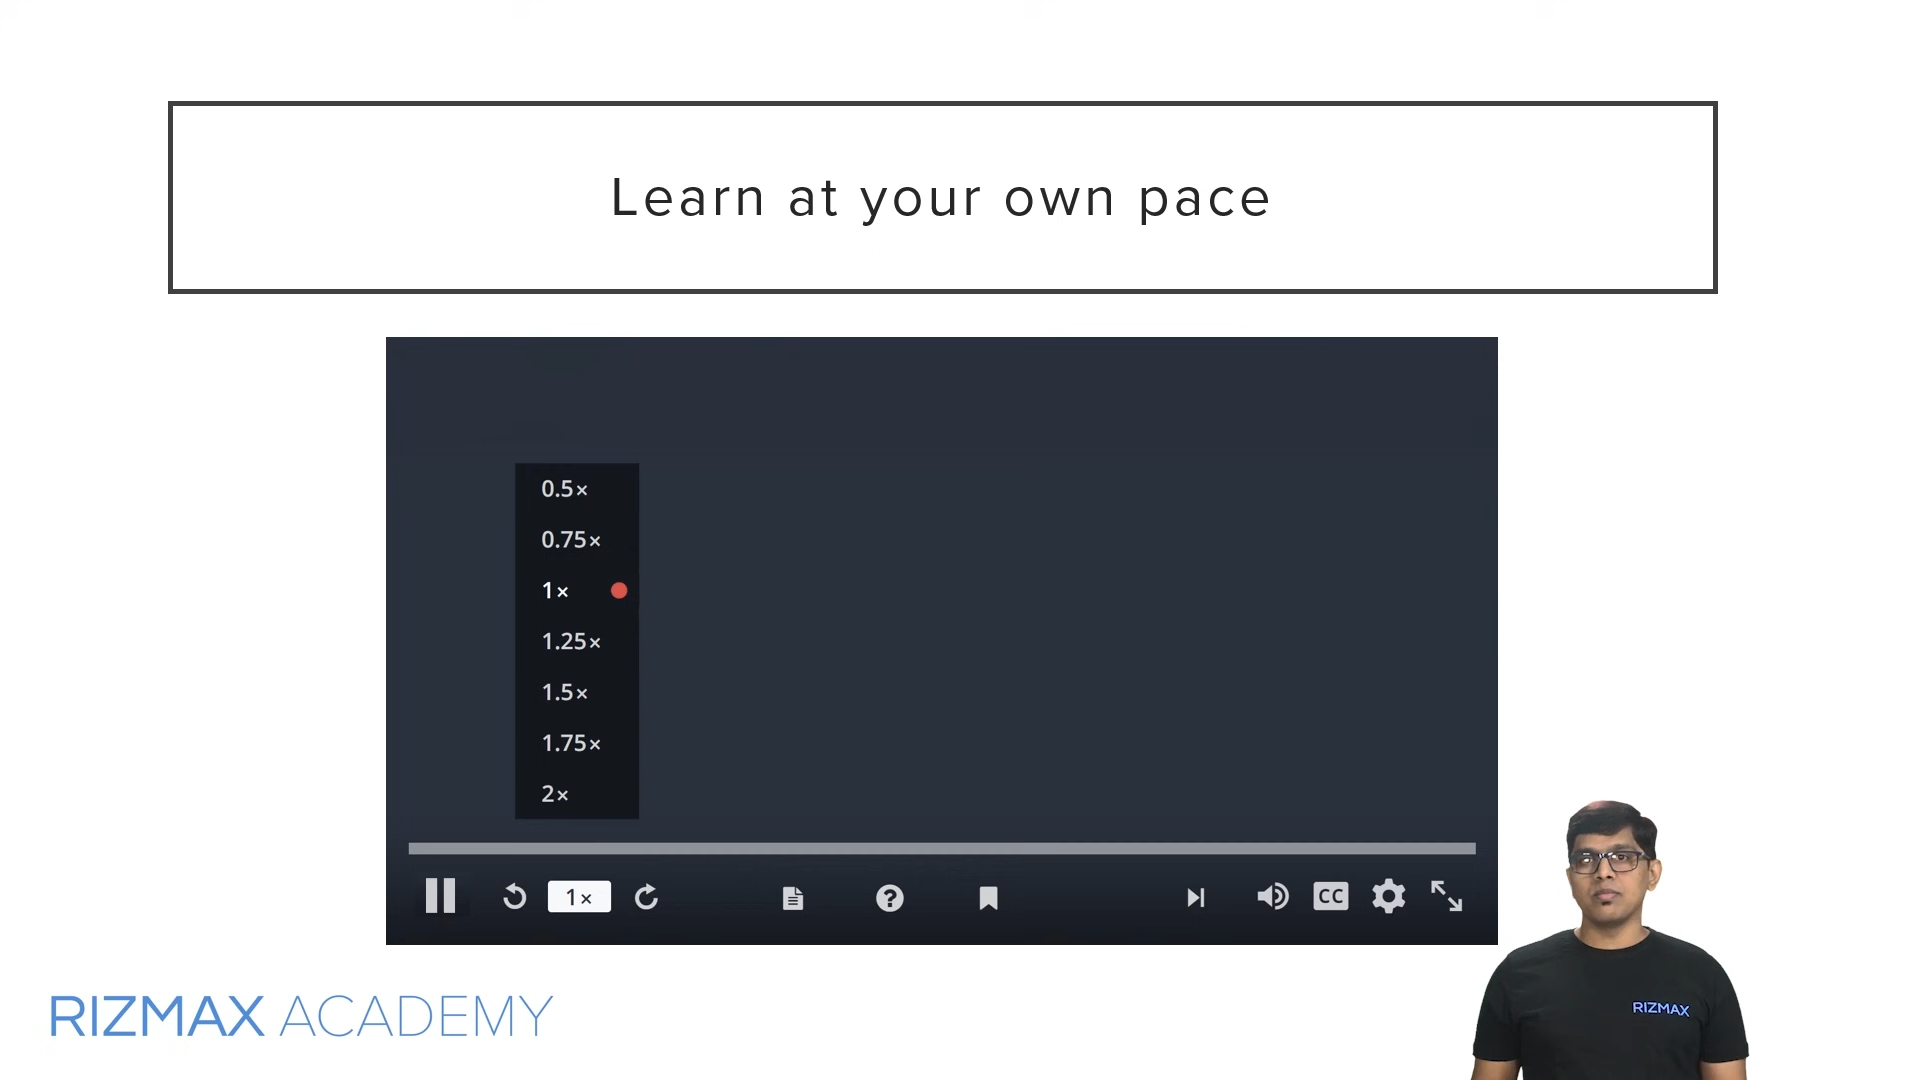 Learn at your own pace
0.5×
0.75×
1×
1.25×
1.5×
1.75×
2×
1×
CC
RIZMAX ACADEMY
RIZMAX